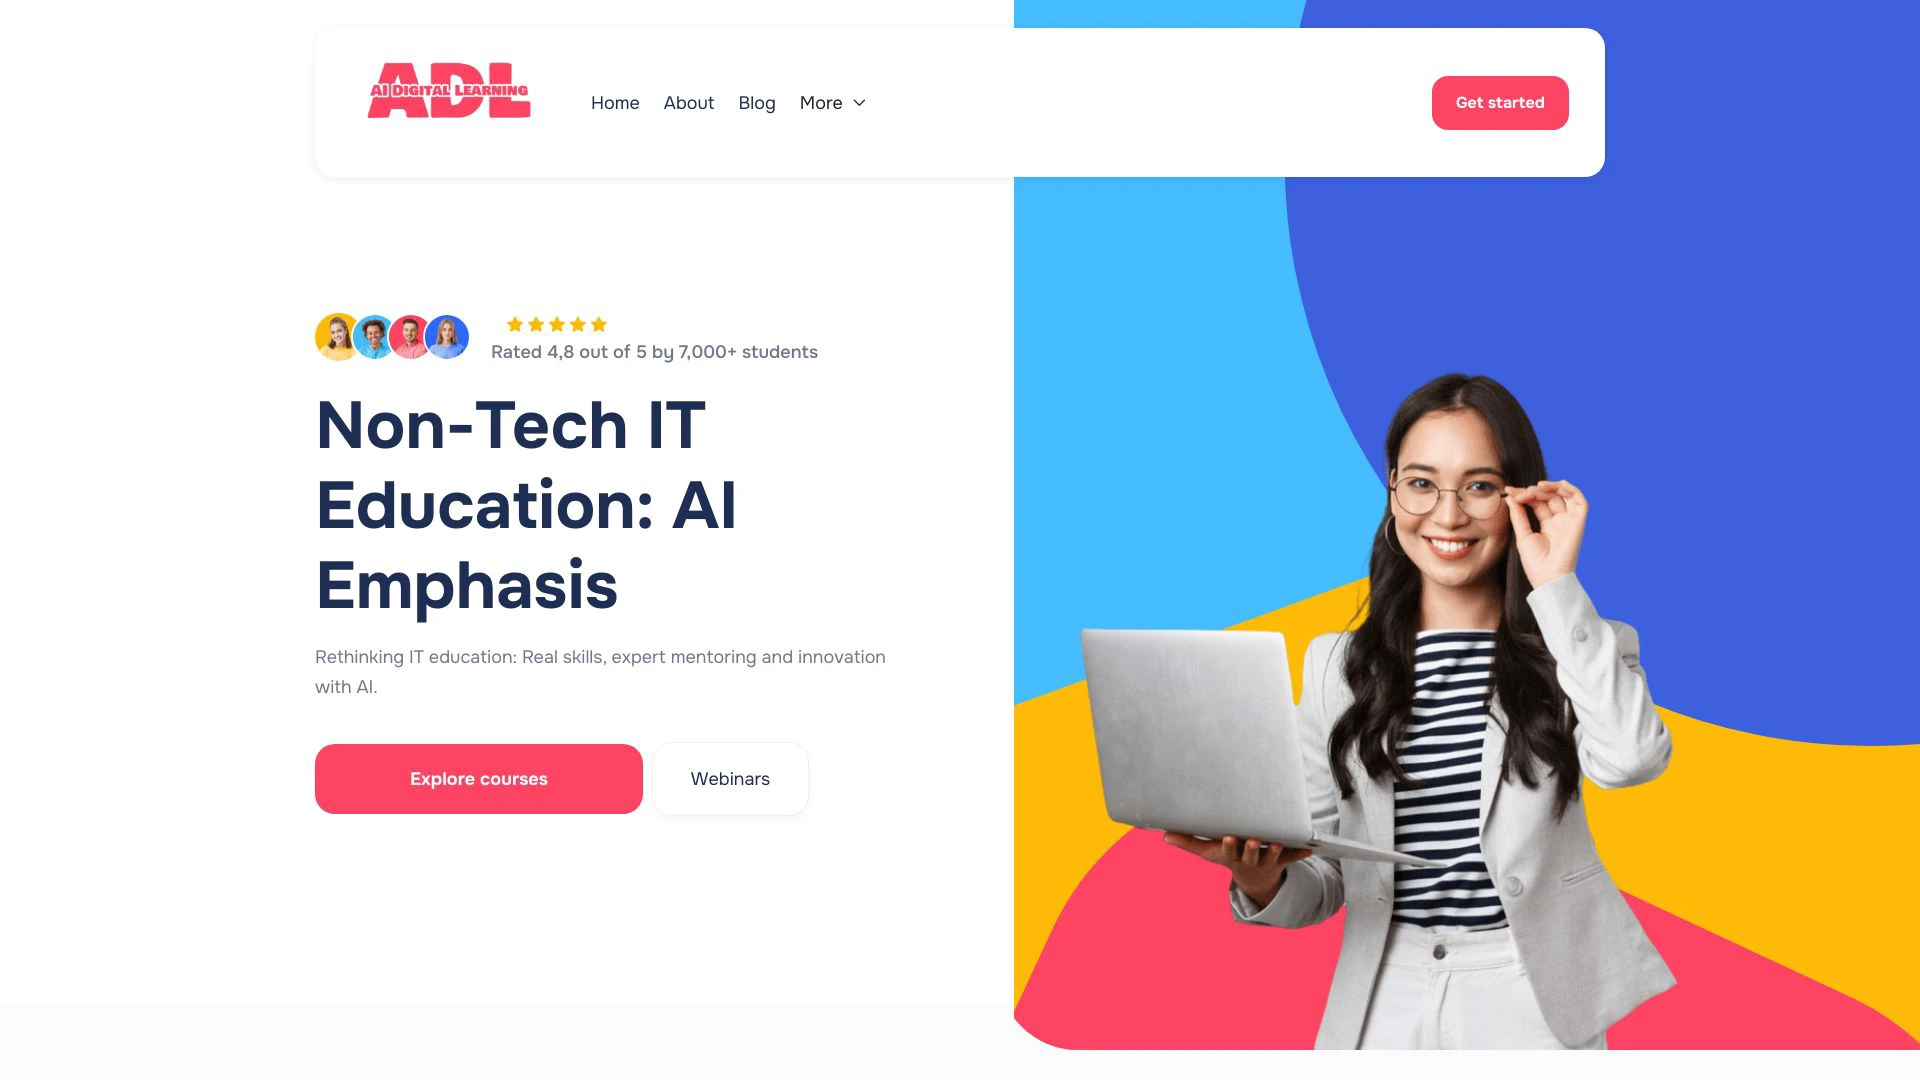 ADL
AI DIGITAL LEARNING
Home About Blog More
Get started
Rated 4,8 out of 5 by 7,000+ students
Non-Tech IT
Education: AI
Emphasis
Rethinking IT education: Real skills, expert mentoring and innovation
with AI.
Explore courses
Webinars